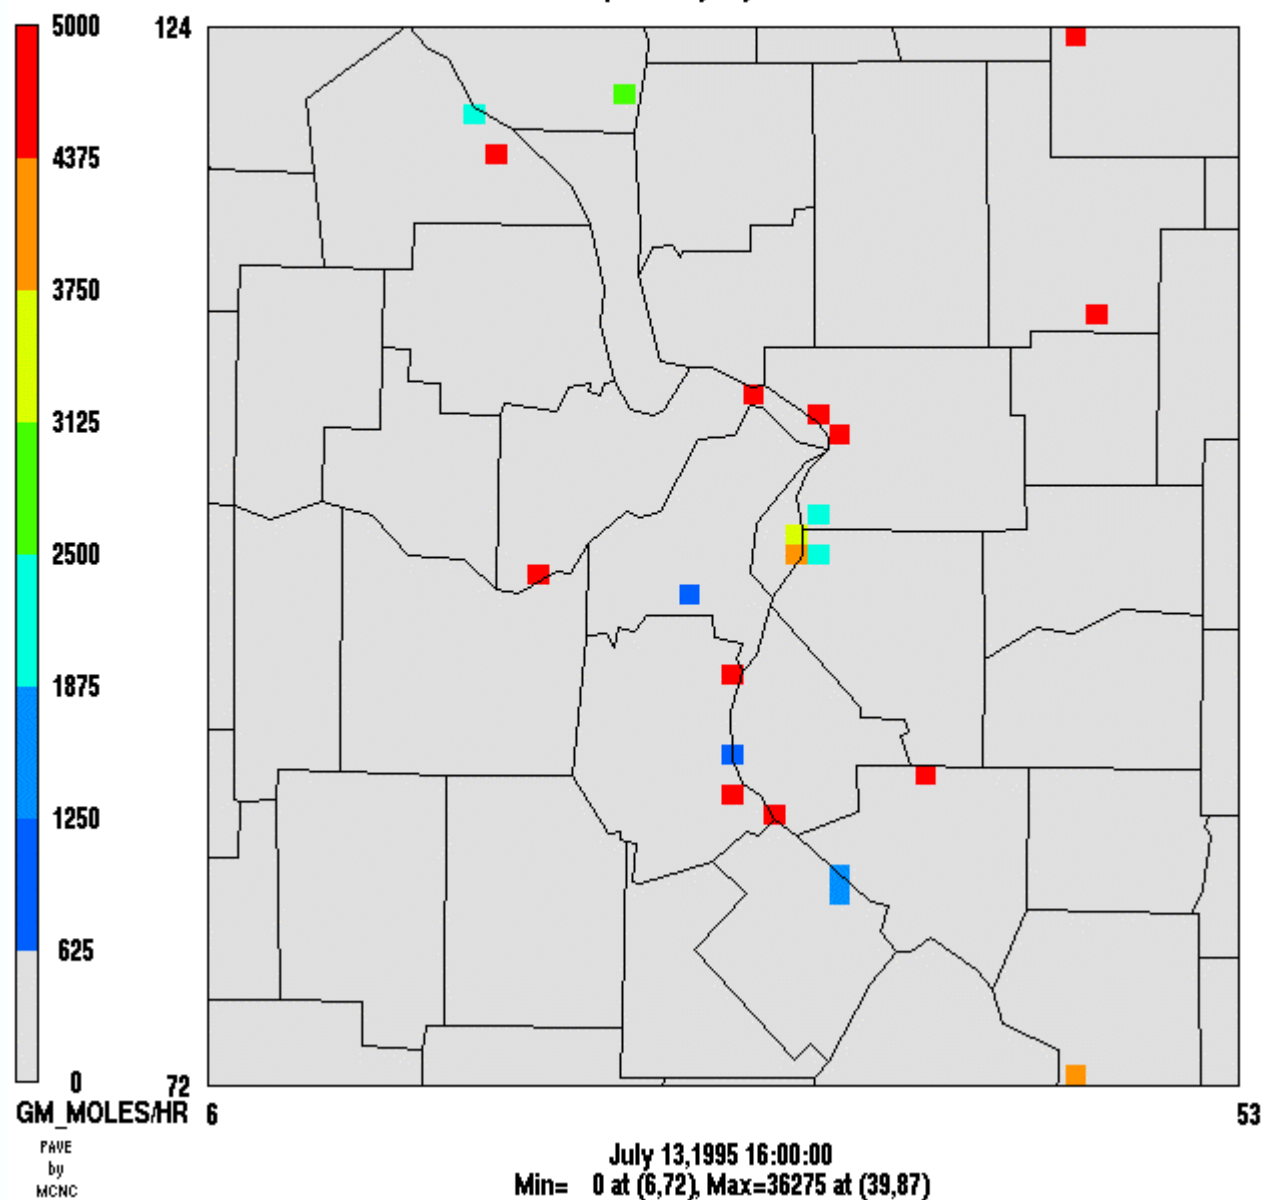 5000
124
4375
3750
3125
2500
1875
1250
625
0
72
GM_MOLES/HR
6
53
PAVE
by
MCNC
July 13,1995 16:00:00
Min= 0 at (6,72), Max=36275 at (39,87)